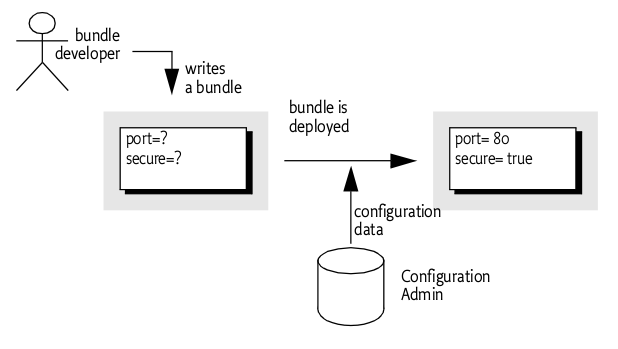 bundle
developer
writes
a bundle
port=?
secure=?
bundle is
deployed
port= 80
secure= true
configuration
data
Configuration
Admin